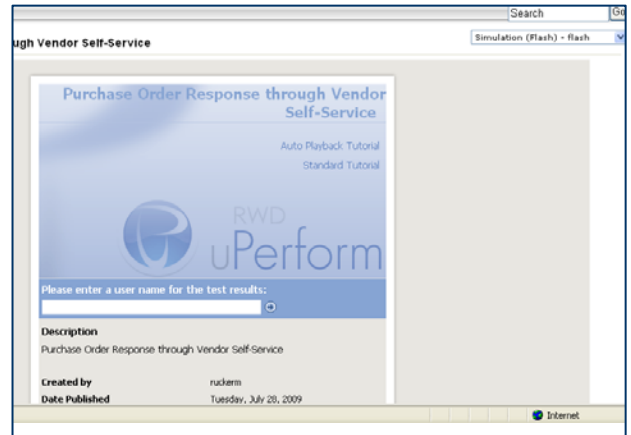 Search
Go
ugh Vendor Self-Service
Simulation (Flash) - flash
Purchase Order Response through Vendor
Self-Service
Auto Playback Tutorial
Standard Tutorial
RWD
uPerform
Please enter a user name for the test results:
Description
Purchase Order Response through Vendor Self-Service
Created by ruckerm
Date Published Tuesday, July 28, 2009
Internet